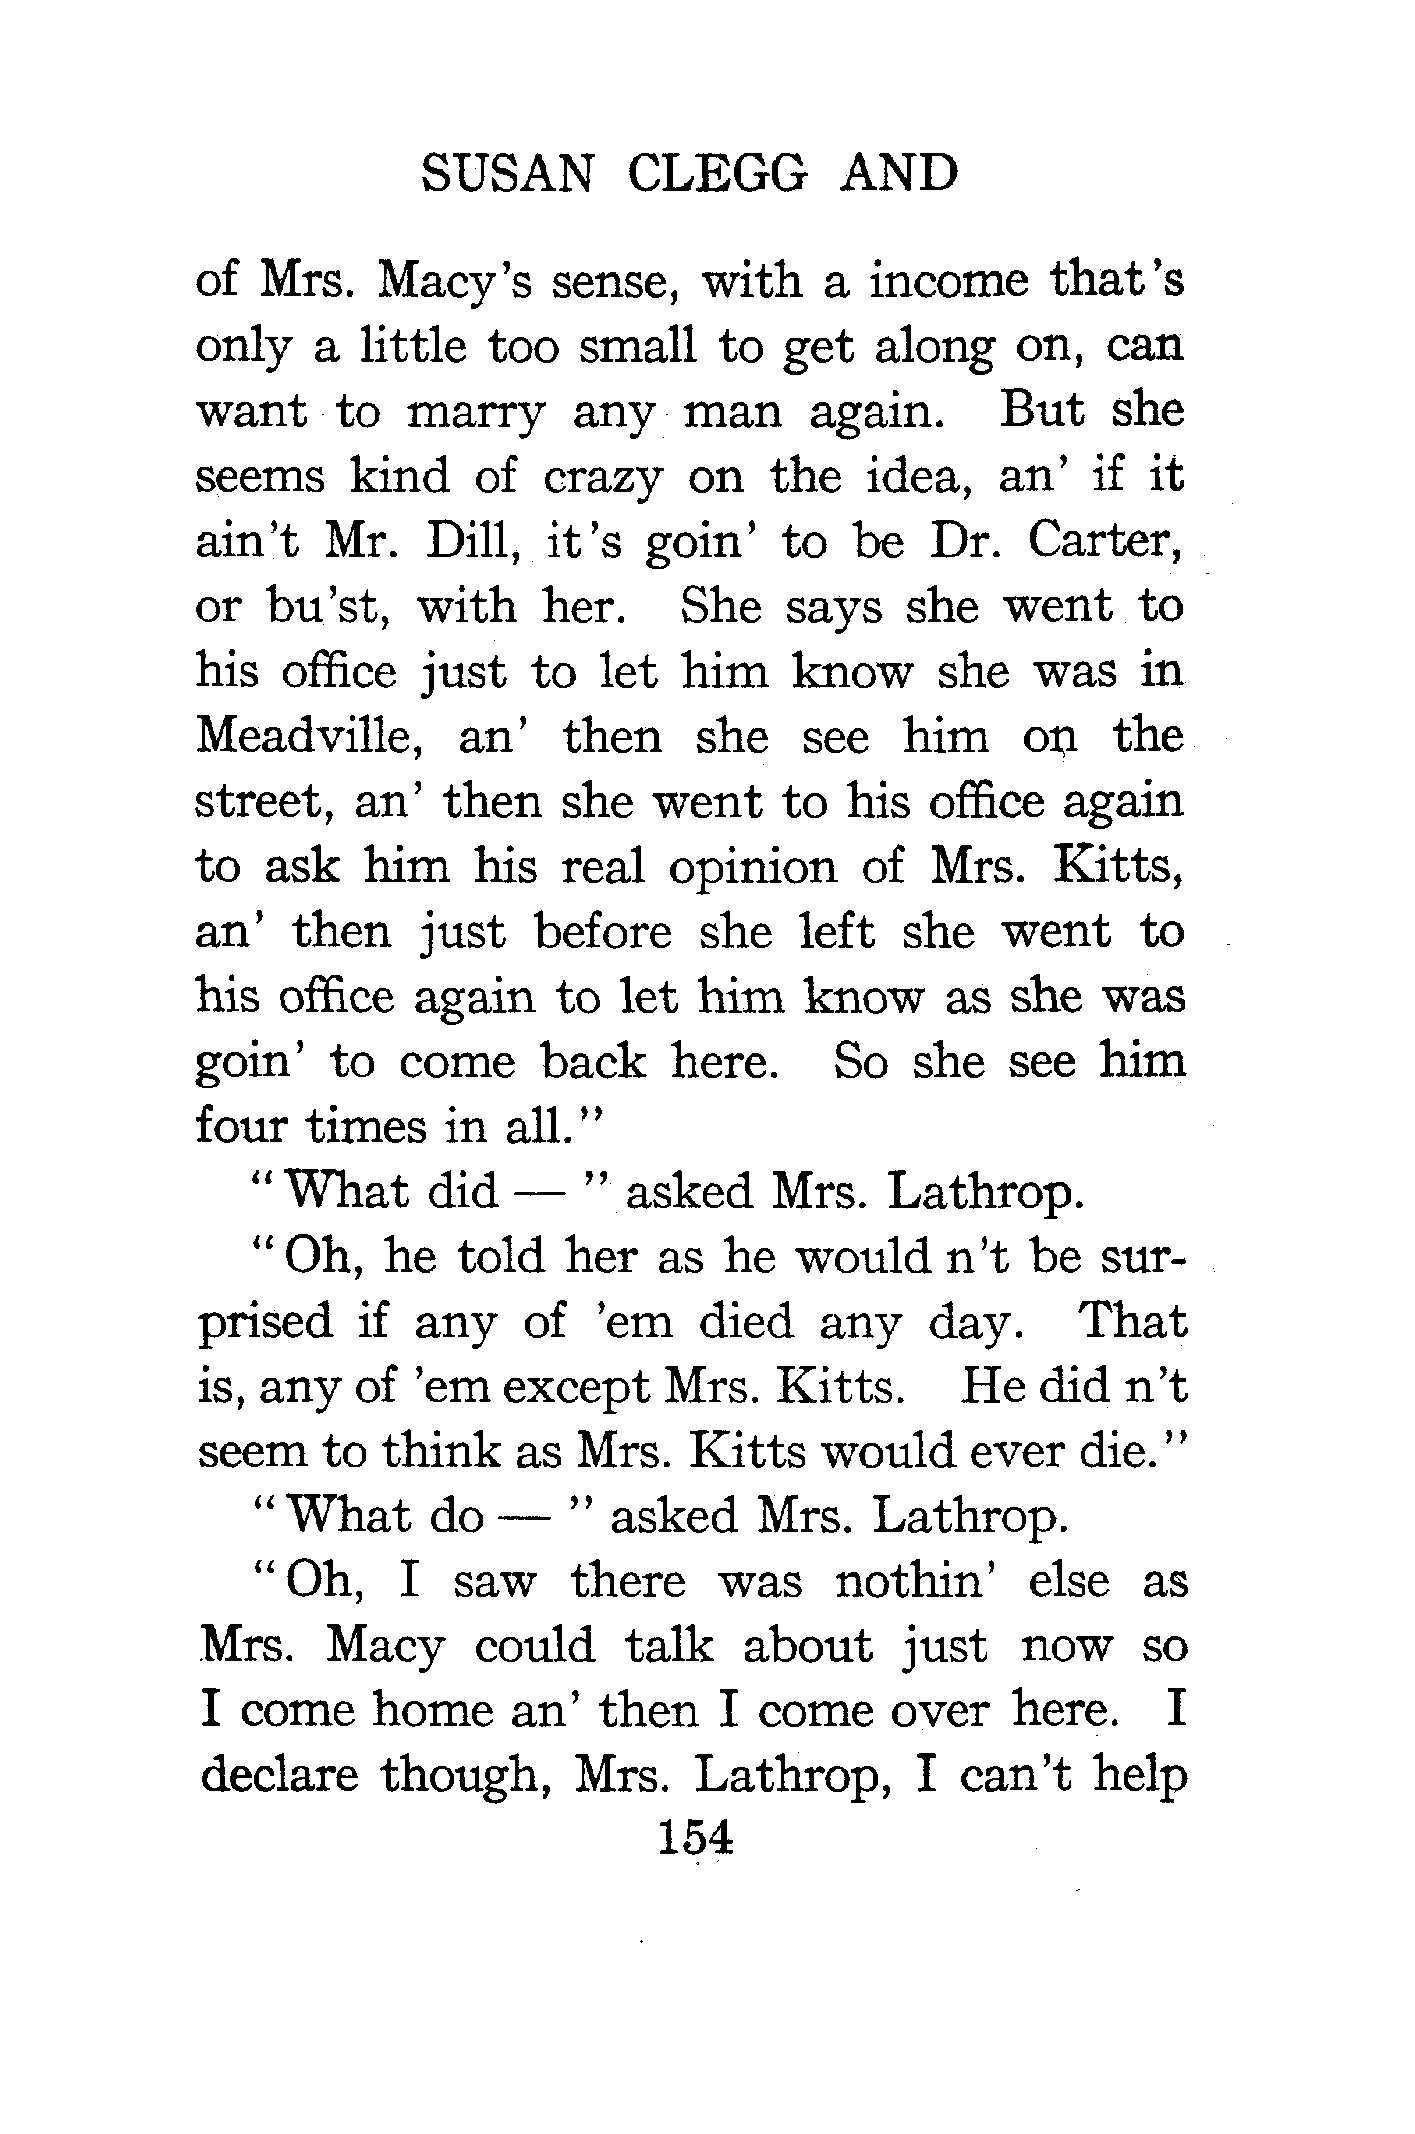 SUSAN CLEGG AND
of Mrs. Macy's sense, with a income that's
only a little too small to get along on, can
want to marry any man again. But she
seems kind of crazy on the idea, an' if it
ain't Mr. Dill, it's goin' to be Dr. Carter,
or bu'st, with her. She says she went to
his office just to let him know she was in
Meadville, an' then she see him on the
street, an' then she went to his office again
to ask him his real opinion of Mrs. Kitts,
an' then just before she left she went to
his office again to let him know as she was
goin' to come back here. So she see him
four times in all."
"What did — " asked Mrs. Lathrop.
"Oh, he told her as he would n't be sur-
prised if any of 'em died any day. That
is, any of 'em except Mrs. Kitts. He did n't
seem to think as Mrs. Kitts would ever die."
"What do — " asked Mrs. Lathrop.
"Oh, I saw there was nothin' else as
Mrs. Macy could talk about just now so
I come home an' then I come over here. I
declare though, Mrs. Lathrop, I can't help
154